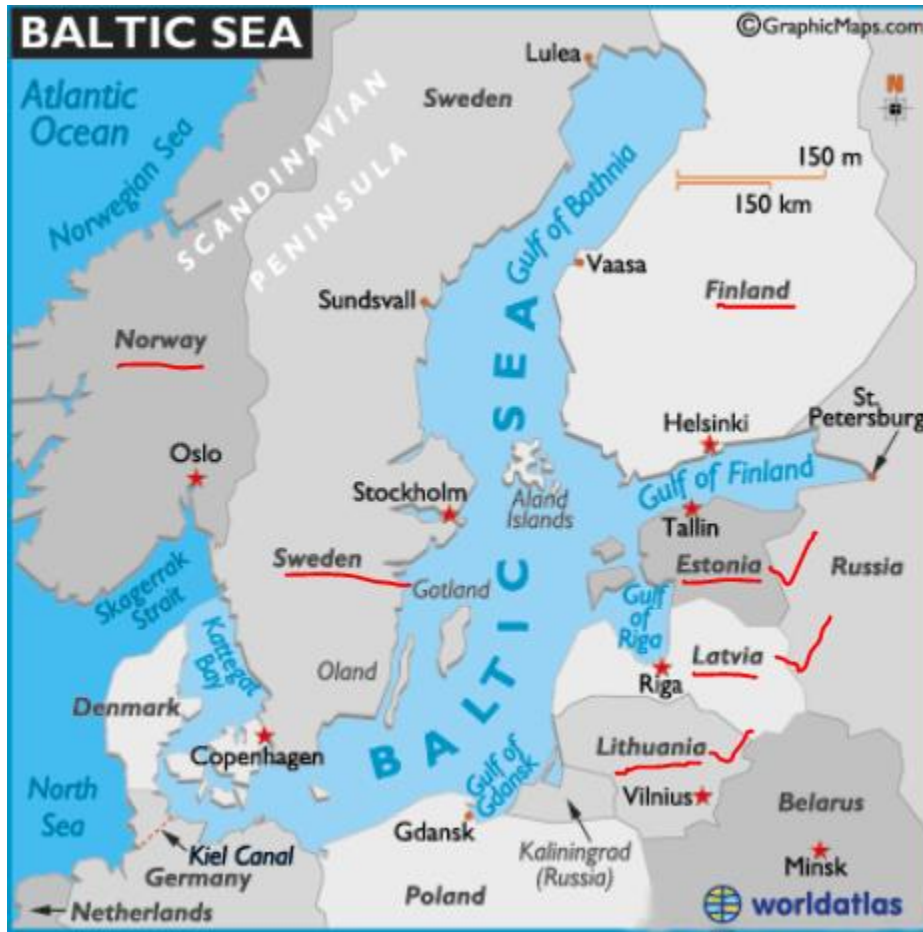 BALTIC SEA
©GraphicMaps.com
Lulea
Atlantic
Ocean
Sweden
N
Norwegian Sea
SCANDINAVIAN
PENINSULA
150 m
150 km
Gulf of Bothnia
Vaasa
Sundsvall
Finland
Norway
BALTIC SEA
St.
Petersburg
Helsinki
Oslo
Gulf of Finland
Stockholm
Aland
Islands
Tallin
Sweden
Estonia
Russia
Gotland
Skagerrak
Strait
Gulf
of
Riga
Kattegat
Bay
Latvia
Oland
Riga
Denmark
Copenhagen
Lithuania
Gulf of
Gdansk
North
Sea
Vilnius
Belarus
Gdansk
Kiel Canal
Kaliningrad
(Russia)
Minsk
Germany
Poland
Netherlands
worldatlas